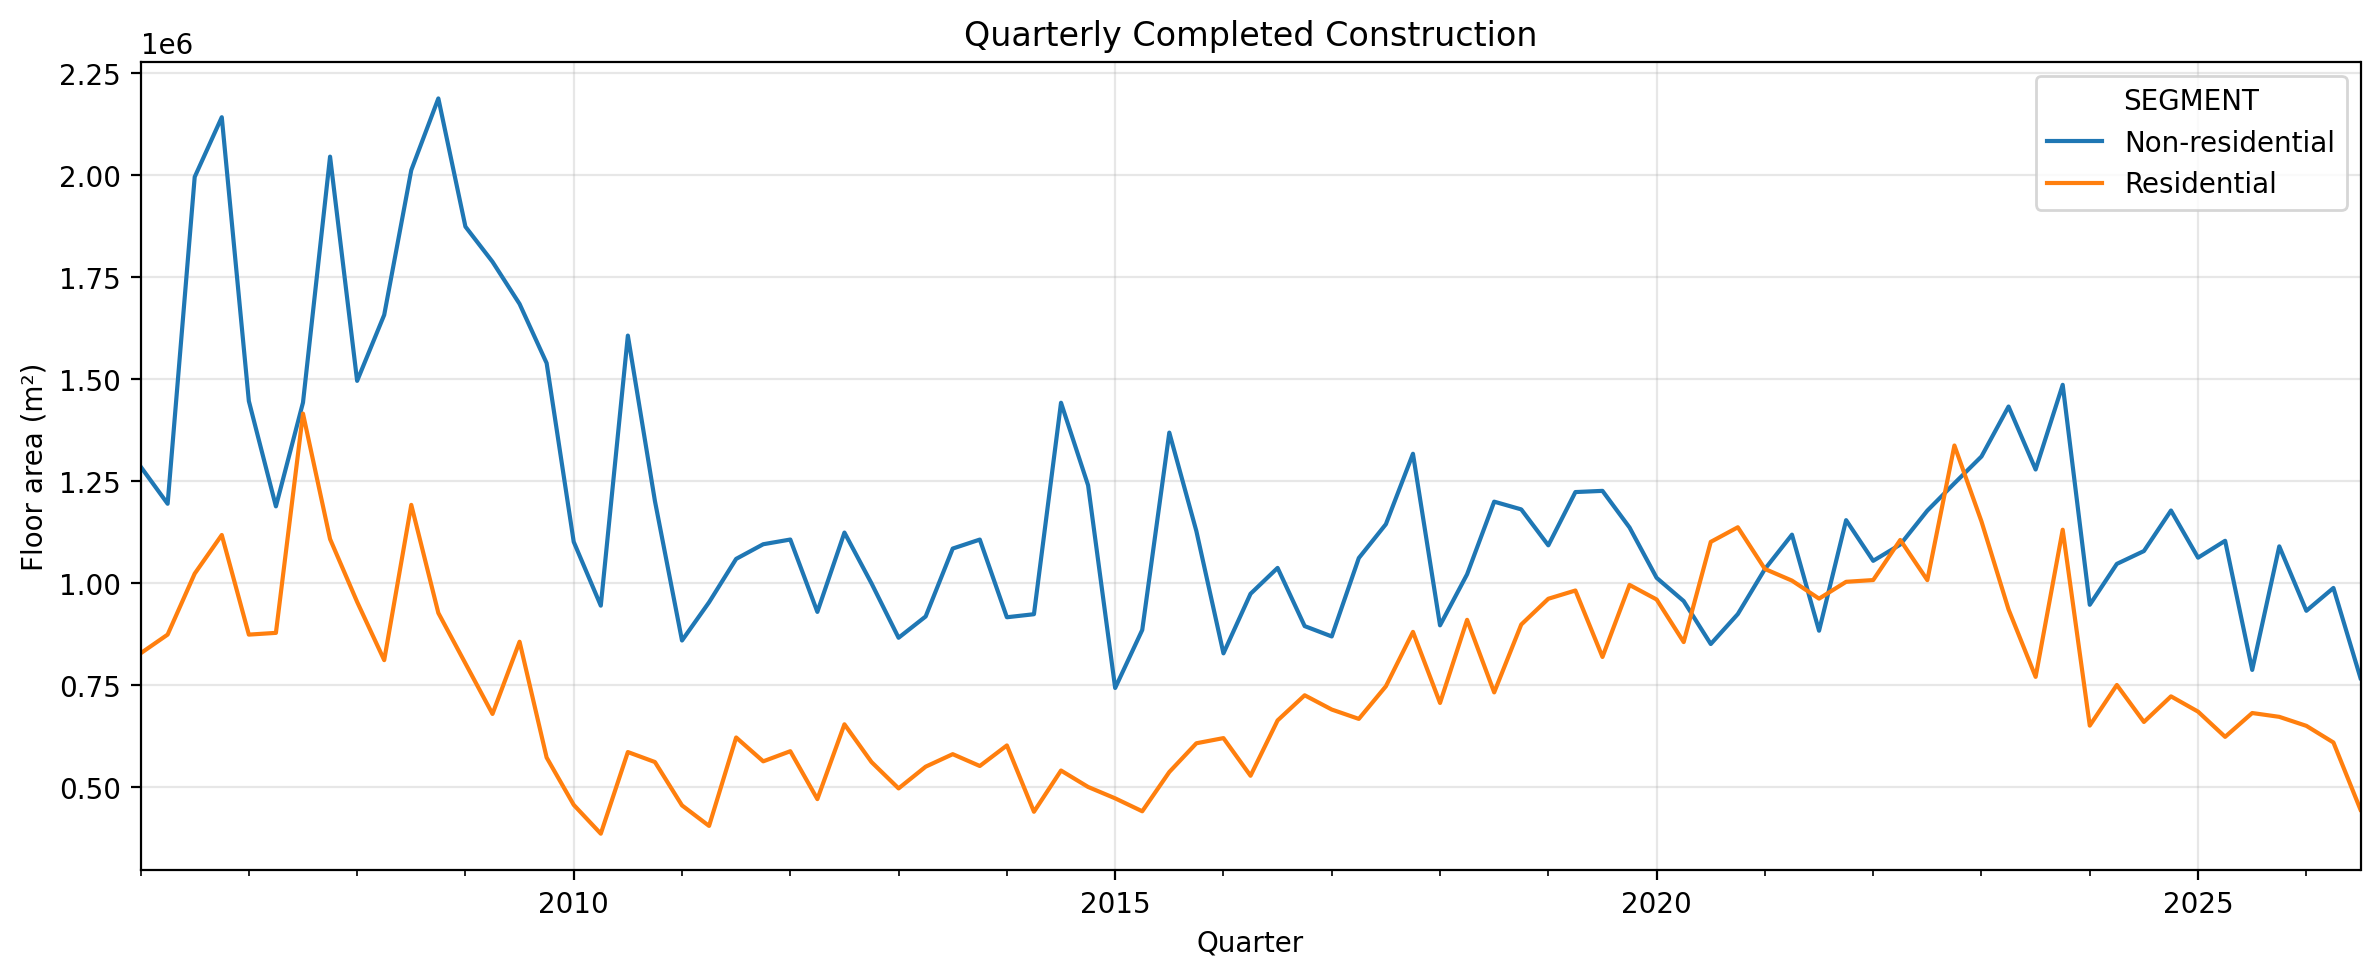 Quarterly Completed Construction
1e6
2.25
2.00
1.75
1.50
1.25
1.00
0.75
0.50
Floor area (m²)
SEGMENT
Non-residential
Residential
2010
2015
2020
2025
Quarter